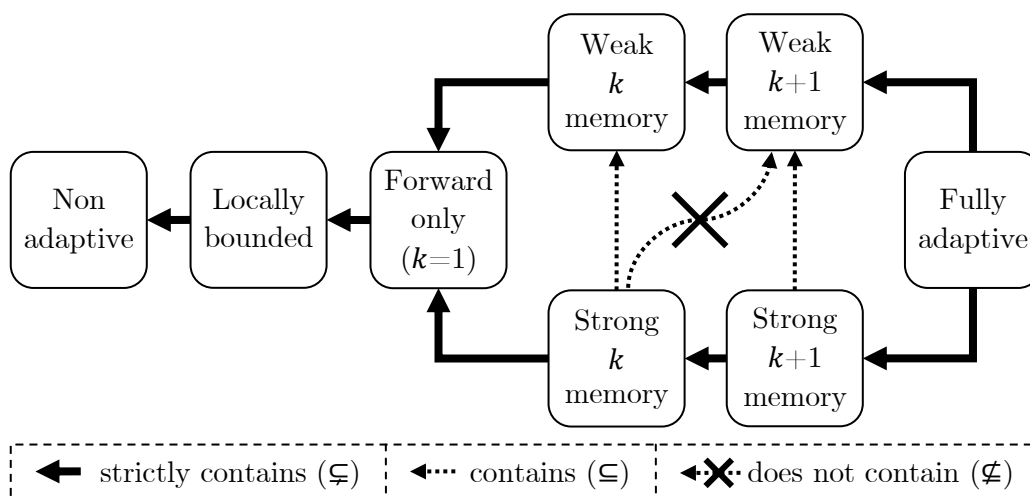 Non
adaptive
Locally
bounded
Forward
only
(k=1)
Weak
k
memory
Weak
k+1
memory
Strong
k
memory
Strong
k+1
memory
Fully
adaptive
strictly contains (⊊)
contains (⊆)
does not contain (⊈)